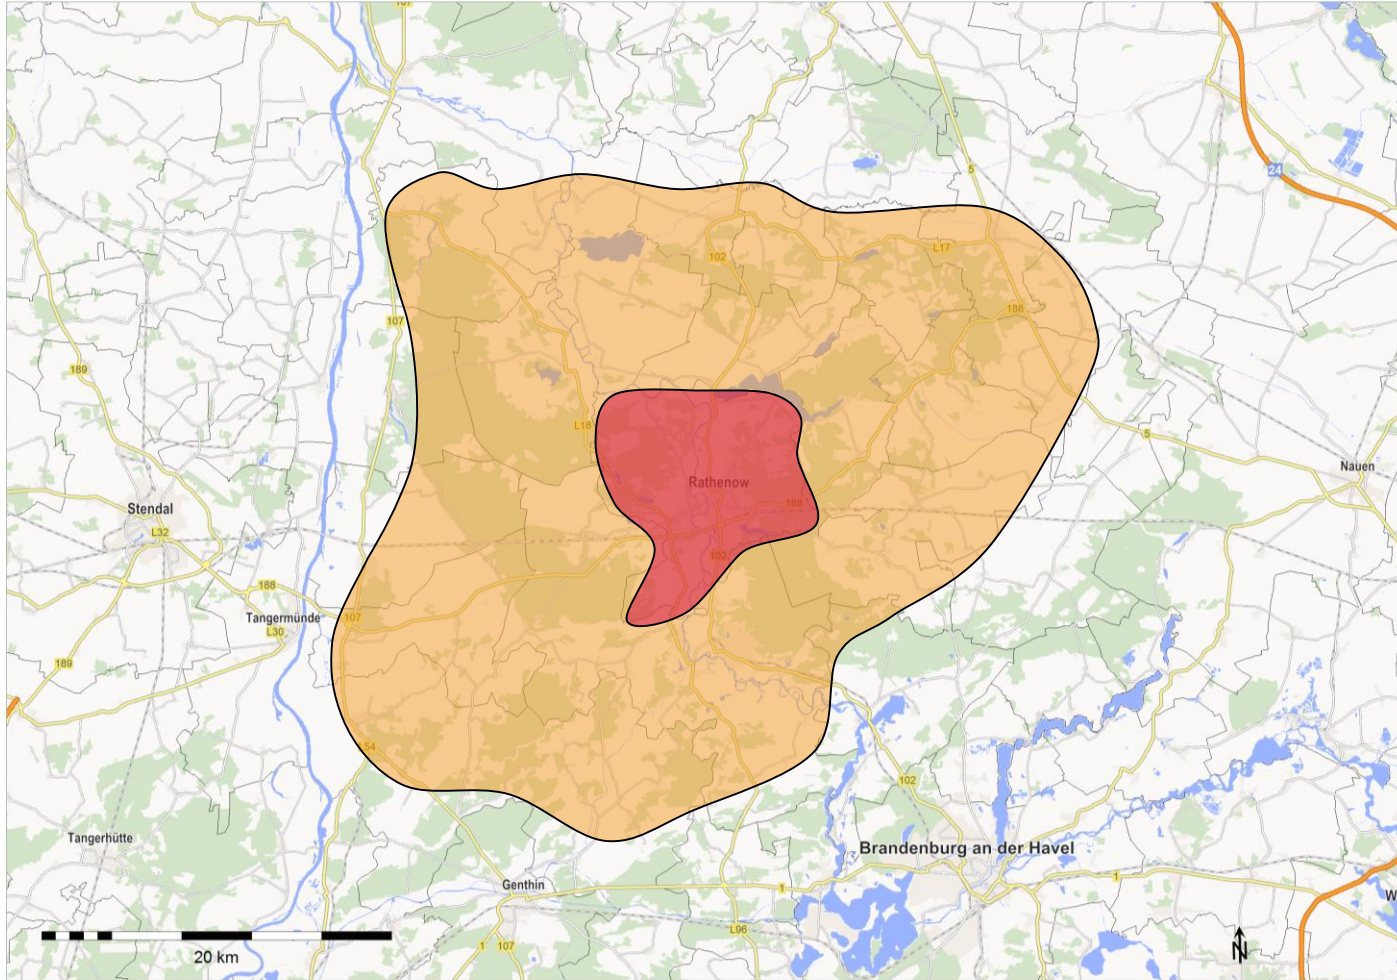 107
5
24
102
L17
188
107
189
L18
5
Nauen
Rathenow
188
Stendal
L32
102
188
Tangermünde
107
L30
189
54
102
Tangerhütte
Brandenburg an der Havel
Genthin
1
1
W
L96
1
107
20 km
N